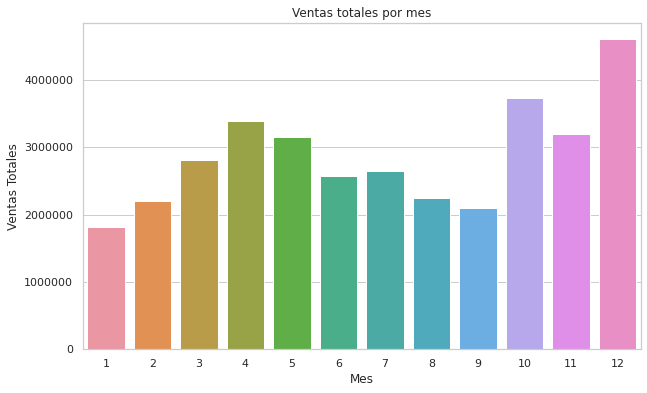 Ventas totales por mes
Ventas Totales
4000000
3000000
2000000
1000000
0
1 2 3 4 5 6 7 8 9 10 11 12
Mes